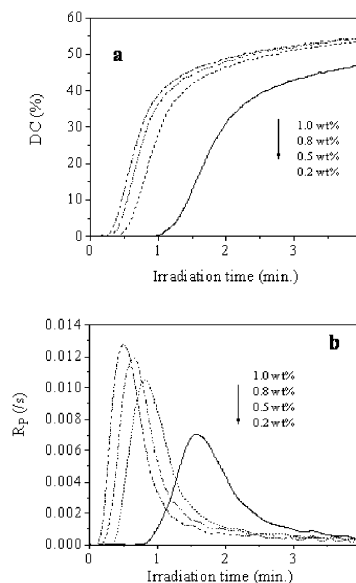 60
a
50
40
DC (%)
30
20
10
0
1.0 wt%
0.8 wt%
0.5 wt%
0.2 wt%
0 1 2 3
Irradiation time (min.)
0.014
b
0.012
0.010
0.008
RP (/s)
0.006
0.004
0.002
0.000
1.0 wt%
0.8 wt%
0.5 wt%
0.2 wt%
0 1 2 3
Irradiation time (min.)